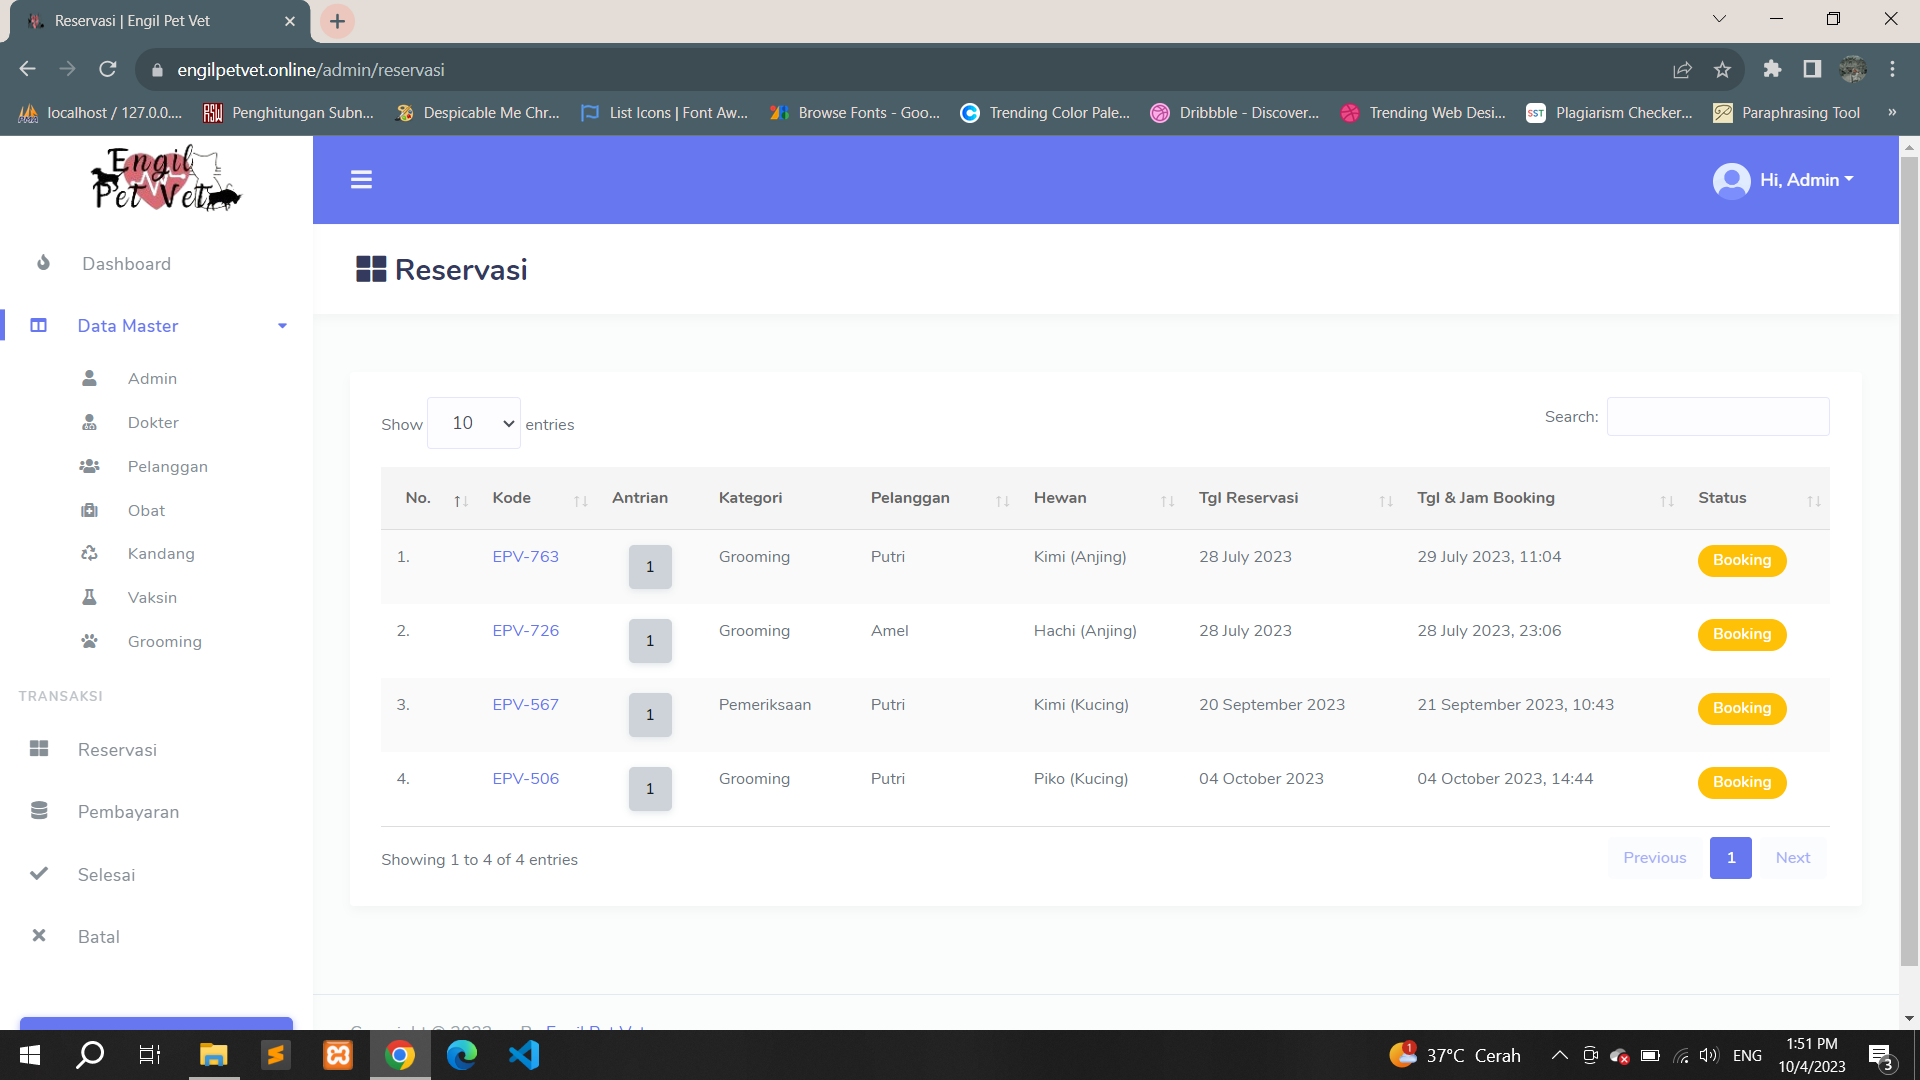 Reservasi | Engil Pet Vet
engilpetvet.online/admin/reservasi
localhost / 127.0.0.... Penghitungan Subn... Despicable Me Chr... List Icons | Font Aw... Browse Fonts - Goo... Trending Color Pale... Dribbble - Discover... Trending Web Desi... SST Plagiarism Checker... Paraphrasing Tool »
Engil
Pet Vet
Hi, Admin
Reservasi
Dashboard
Data Master
Admin
Dokter
Pelanggan
Obat
Kandang
Vaksin
Grooming
TRANSAKSI
Reservasi
Pembayaran
Selesai
Batal
Show 10 entries
Search:
No. Kode Antrian Kategori Pelanggan Hewan Tgl Reservasi Tgl & Jam Booking Status
1. EPV-763 1 Grooming Putri Kimi (Anjing) 28 July 2023 29 July 2023, 11:04 Booking
2. EPV-726 1 Grooming Amel Hachi (Anjing) 28 July 2023 28 July 2023, 23:06 Booking
3. EPV-567 1 Pemeriksaan Putri Kimi (Kucing) 20 September 2023 21 September 2023, 10:43 Booking
4. EPV-506 1 Grooming Putri Piko (Kucing) 04 October 2023 04 October 2023, 14:44 Booking
Showing 1 to 4 of 4 entries
Previous 1 Next
1 37°C Cerah ENG
1:51 PM
10/4/2023
3